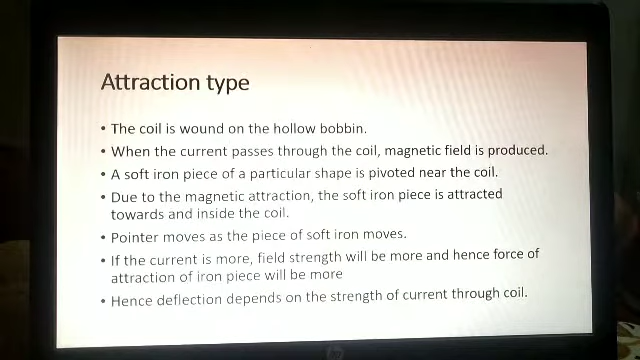 Attraction type
• The coil is wound on the hollow bobbin.
• When the current passes through the coil, magnetic field is produced.
• A soft iron piece of a particular shape is pivoted near the coil.
• Due to the magnetic attraction, the soft iron piece is attracted
towards and inside the coil.
• Pointer moves as the piece of soft iron moves.
• If the current is more, field strength will be more and hence force of
attraction of iron piece will be more
• Hence deflection depends on the strength of current through coil.
hp